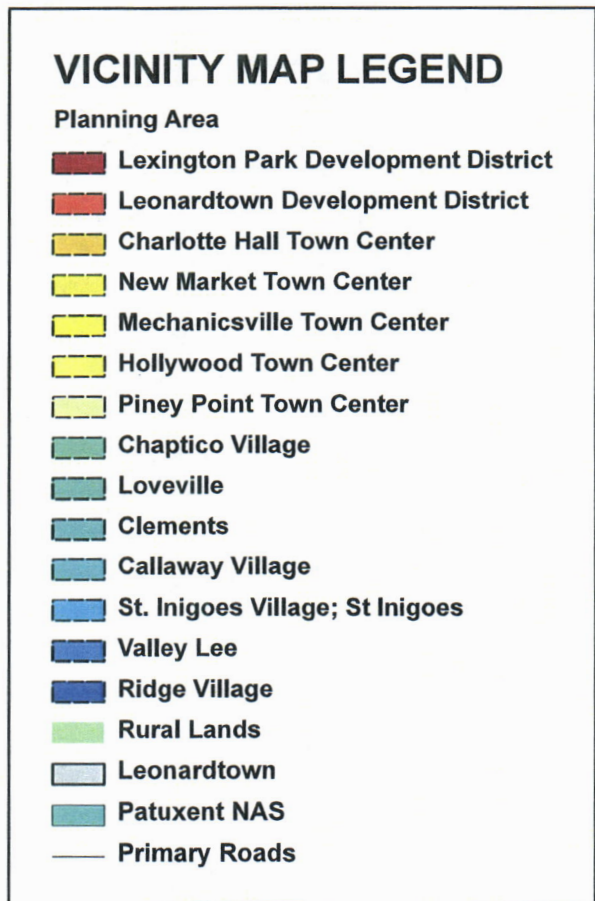 VICINITY MAP LEGEND
Planning Area
Lexington Park Development District
Leonardtown Development District
Charlotte Hall Town Center
New Market Town Center
Mechanicsville Town Center
Hollywood Town Center
Piney Point Town Center
Chaptico Village
Loveville
Clements
Callaway Village
St. Inigoes Village; St Inigoes
Valley Lee
Ridge Village
Rural Lands
Leonardtown
Patuxent NAS
Primary Roads